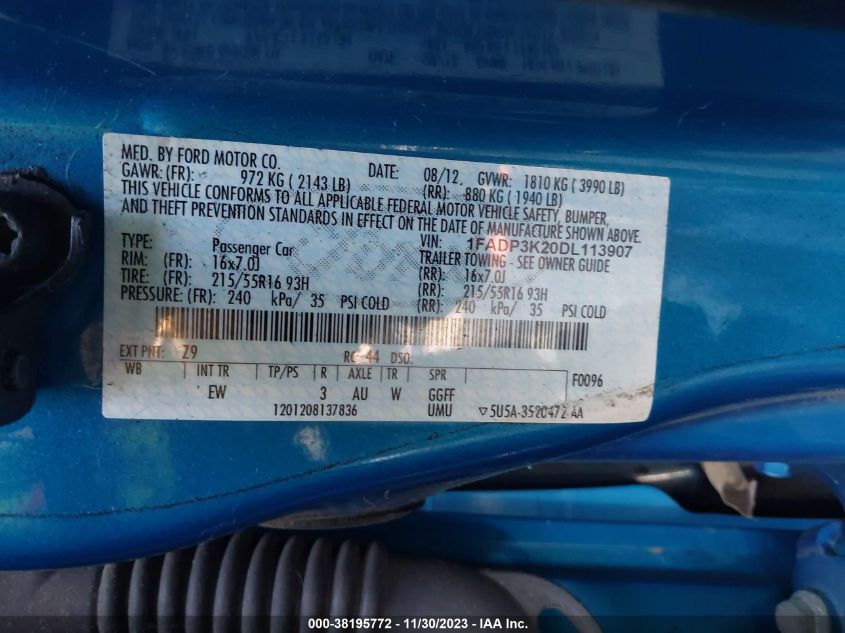 MFD. BY FORD MOTOR CO. DATE: 08/12, GVWR: 1810 KG ( 3990 LB)
GAWR: (FR): 972 KG ( 2143 LB) (RR): 880 KG ( 1940 LB)
THIS VEHICLE CONFORMS TO ALL APPLICABLE FEDERAL MOTOR VEHICLE SAFETY, BUMPER,
AND THEFT PREVENTION STANDARDS IN EFFECT ON THE DATE OF MANUFACTURE SHOWN ABOVE.
VIN: 1FADP3K20DL113907
TYPE: Passenger Car TRAILER TOWING - SEE OWNER GUIDE
RIM: (FR): 16x7.0J (RR): 16x7.0J
TIRE: (FR): 215/55R16 93H (RR): 215/55R16 93H
PRESSURE: (FR): 240 kPa/ 35 PSI COLD (RR): 240 kPa/ 35 PSI COLD
EXT PNT: Z9 RC: 44 DSO: F0096
WB INT TR TP/PS R AXLE TR SPR
EW 3 AU W GGFF
1201208137836 UMU ▽5U5A-3520472-AA
000-38195772 - 11/30/2023 - IAA Inc.